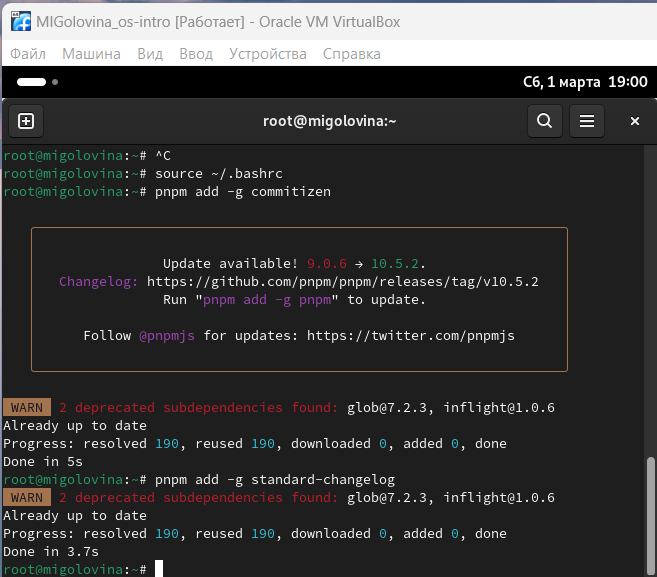 MIGolovina_os-intro [Работает] - Oracle VM VirtualBox
Файл Машина Вид Ввод Устройства Справка
Сб, 1 марта 19:00
root@migolovina:~
root@migolovina:~# ^C
root@migolovina:~# source ~/.bashrc
root@migolovina:~# pnpm add -g commitizen
Update available! 9.0.6 → 10.5.2.
Changelog: https://github.com/pnpm/pnpm/releases/tag/v10.5.2
Run "pnpm add -g pnpm" to update.
Follow @pnpmjs for updates: https://twitter.com/pnpmjs
WARN 2 deprecated subdependencies found: glob@7.2.3, inflight@1.0.6
Already up to date
Progress: resolved 190, reused 190, downloaded 0, added 0, done
Done in 5s
root@migolovina:~# pnpm add -g standard-changelog
WARN 2 deprecated subdependencies found: glob@7.2.3, inflight@1.0.6
Already up to date
Progress: resolved 190, reused 190, downloaded 0, added 0, done
Done in 3.7s
root@migolovina:~#